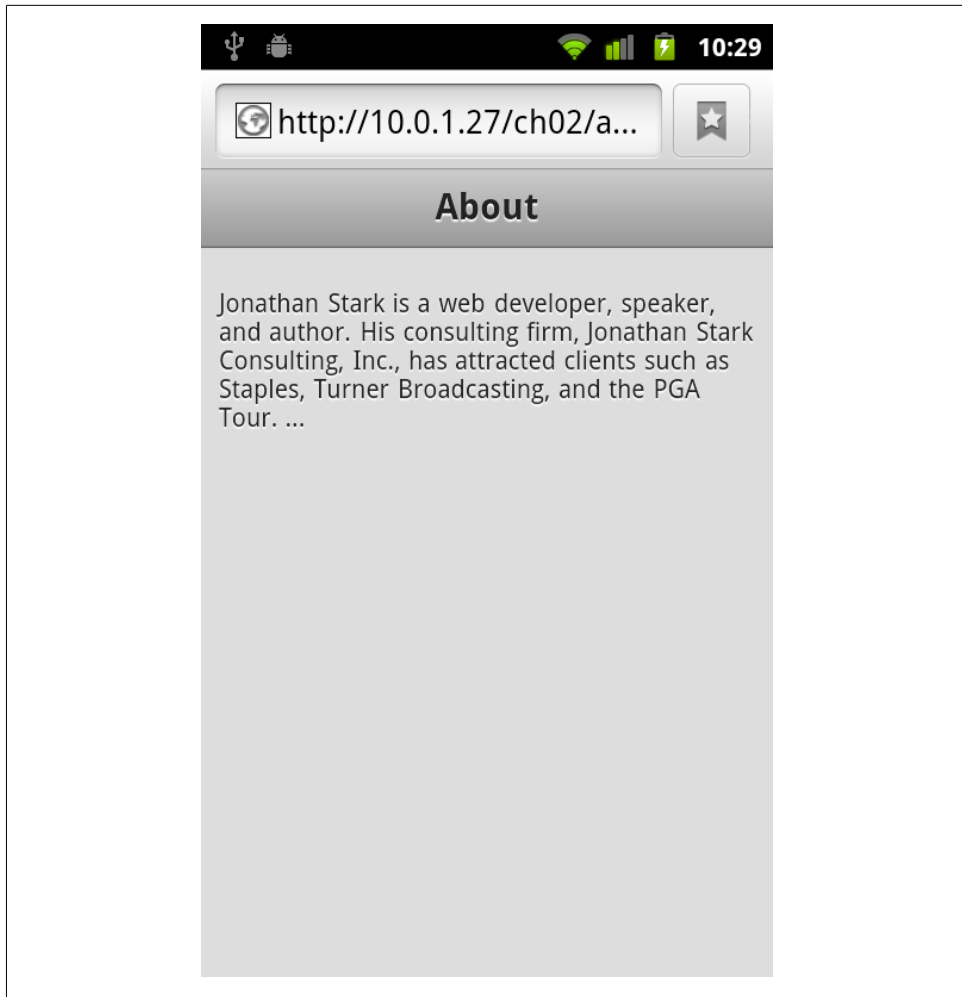 10:29
http://10.0.1.27/ch02/a...
About
Jonathan Stark is a web developer, speaker,
and author. His consulting firm, Jonathan Stark
Consulting, Inc., has attracted clients such as
Staples, Turner Broadcasting, and the PGA
Tour. ...